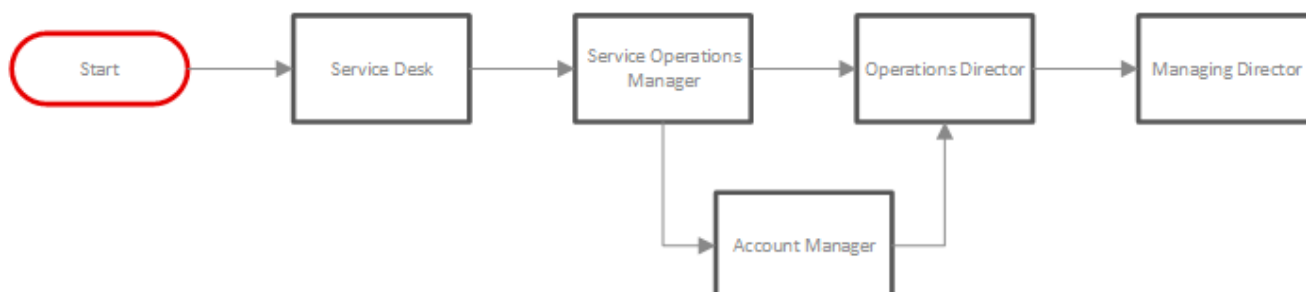 Start
Service Desk
Service Operations
Manager
Operations Director
Managing Director
Account Manager